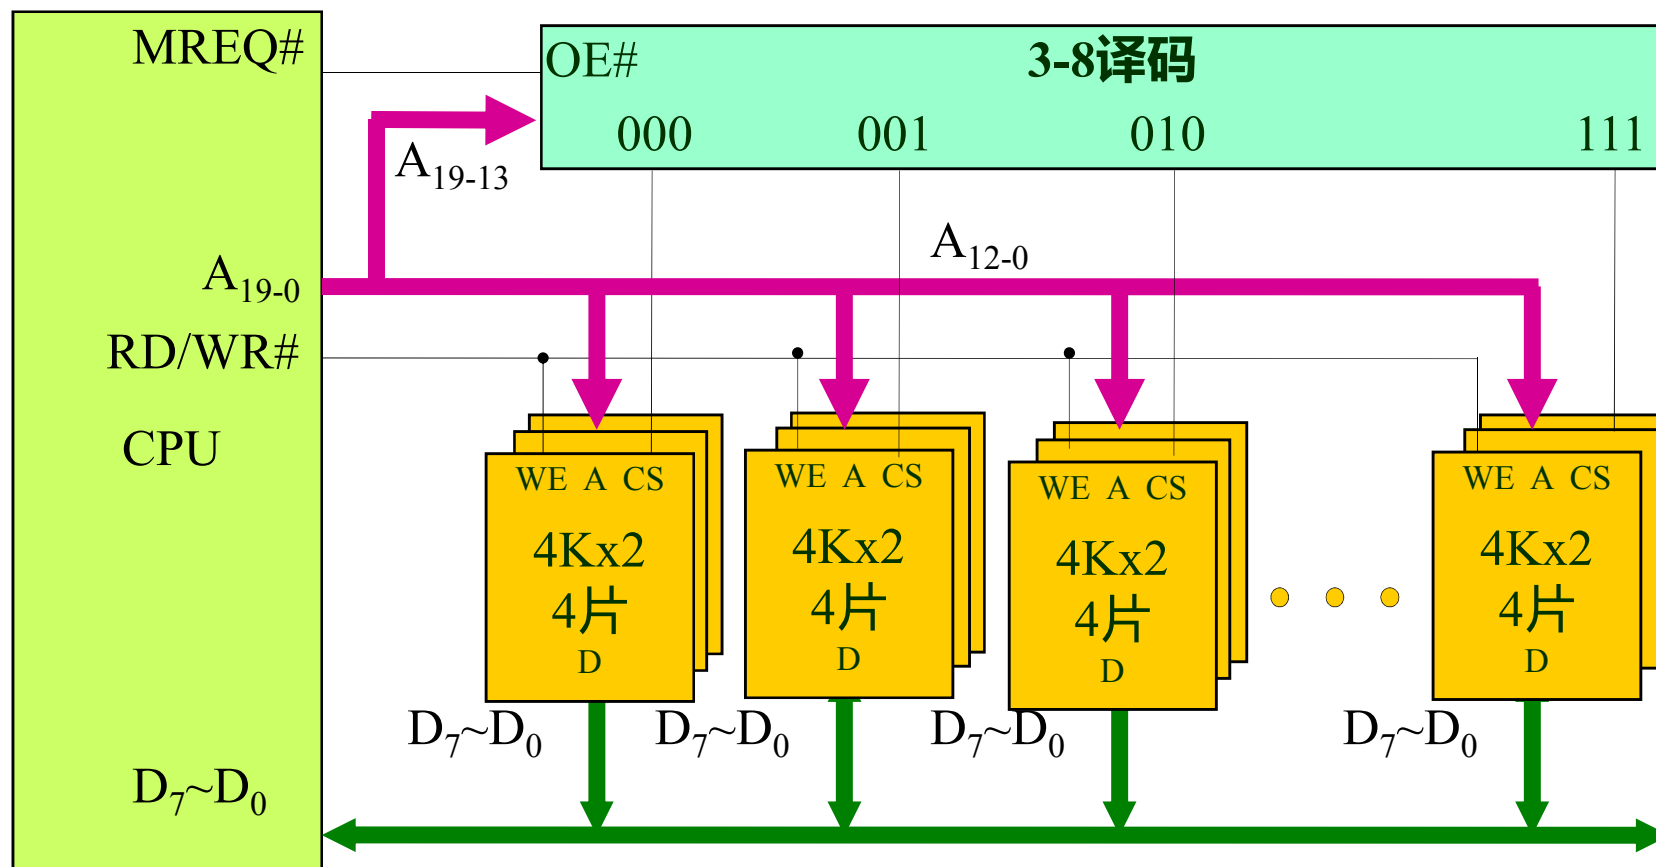 MREQ#
OE#
3-8译码
000
001
010
111
A19-13
A12-0
A19-0
RD/WR#
CPU
WE A CS
4Kx2
4片
D
WE A CS
4Kx2
4片
D
WE A CS
4Kx2
4片
D
WE A CS
4Kx2
4片
D
D7~D0
D7~D0
D7~D0
D7~D0
D7~D0